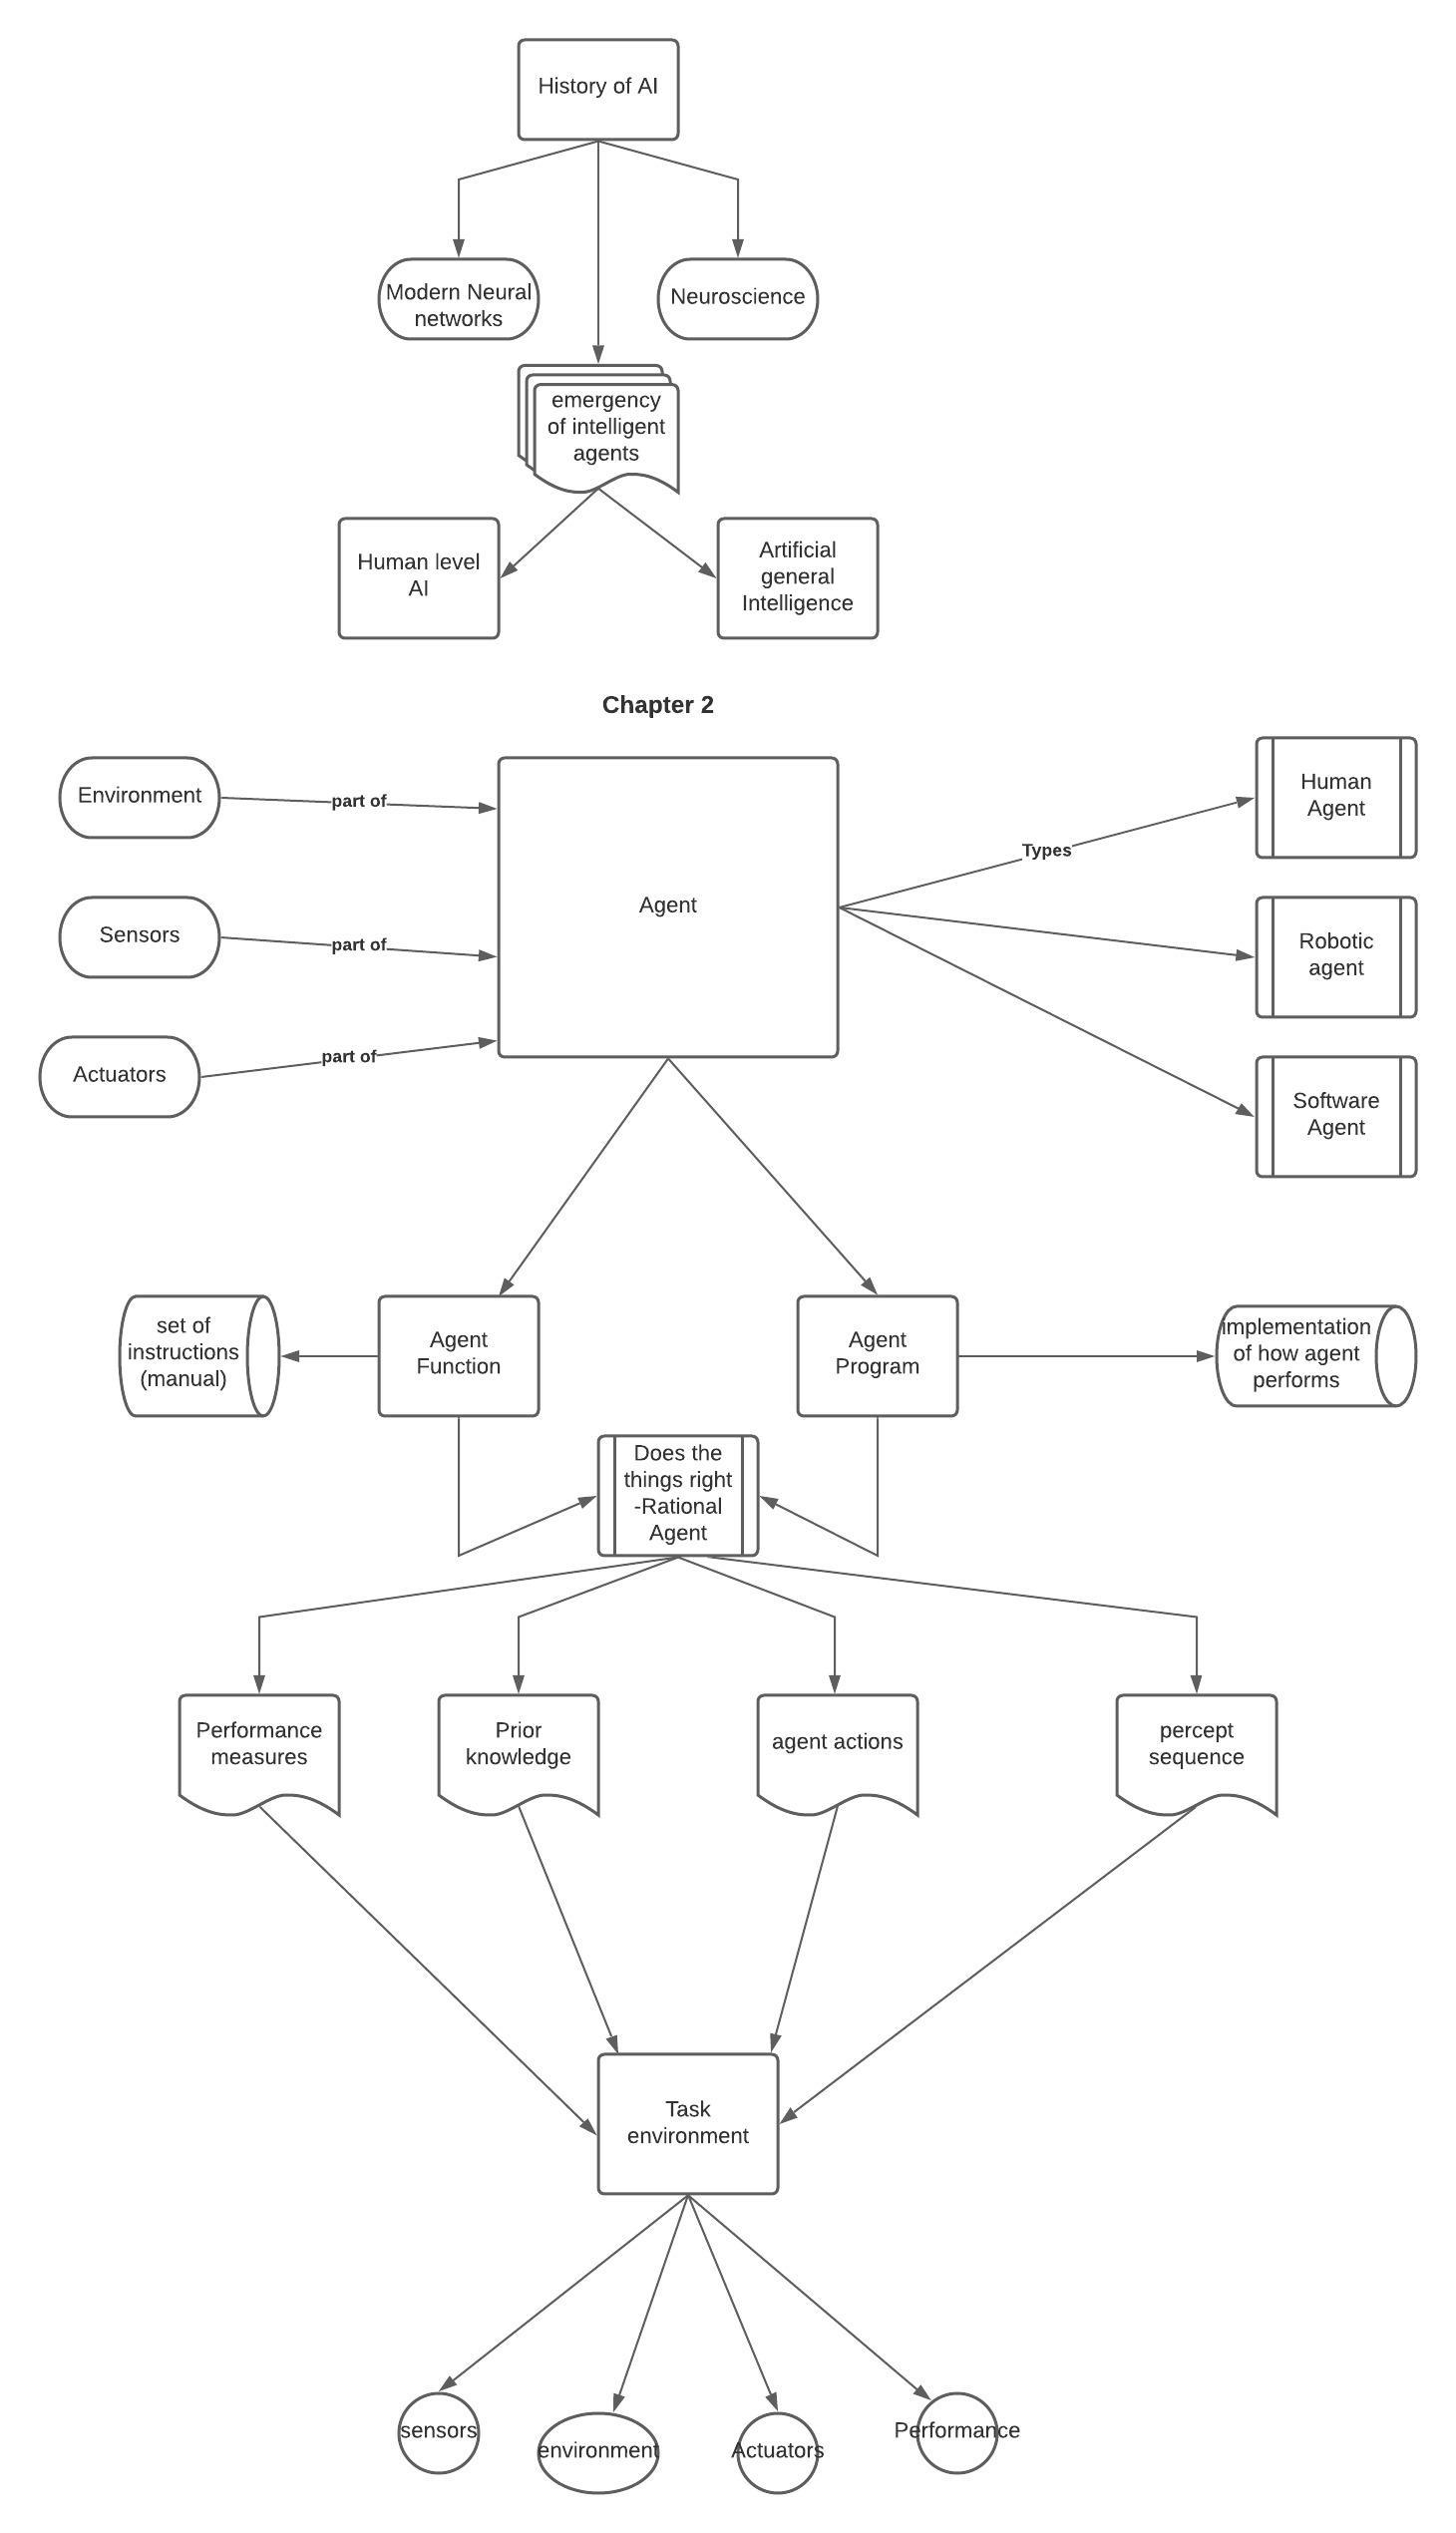 History of AI
Modern Neural
networks
Neuroscience
emergency
of intelligent
agents
Human level
AI
Artificial
general
Intelligence
Chapter 2
Environment
part of
Sensors
part of
Actuators
part of
Agent
Types
Human
Agent
Robotic
agent
Software
Agent
set of
instructions
(manual)
Agent
Function
Agent
Program
implementation
of how agent
performs
Does the
things right
-Rational
Agent
Performance
measures
Prior
knowledge
agent actions
percept
sequence
Task
environment
sensors
environment
Actuators
Performance